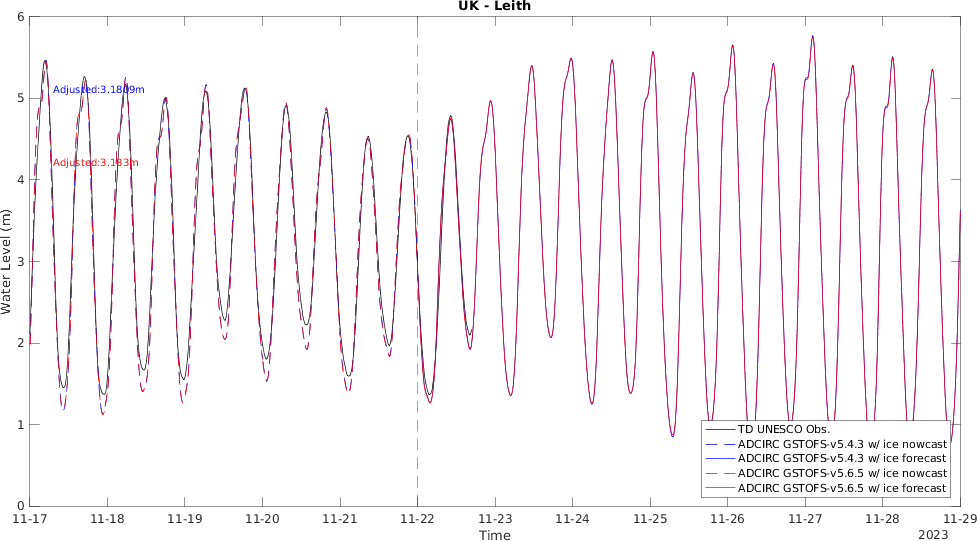 UK - Leith
6
5
4
3
2
1
0
Water Level (m)
Adjusted:3.1809m
Adjusted:3.183m
TD UNESCO Obs.
ADCIRC GSTOFS-v5.4.3 w/ ice nowcast
ADCIRC GSTOFS-v5.4.3 w/ ice forecast
ADCIRC GSTOFS-v5.6.5 w/ ice nowcast
ADCIRC GSTOFS-v5.6.5 w/ ice forecast
11-17 11-18 11-19 11-20 11-21 11-22 11-23 11-24 11-25 11-26 11-27 11-28 11-29
Time
2023